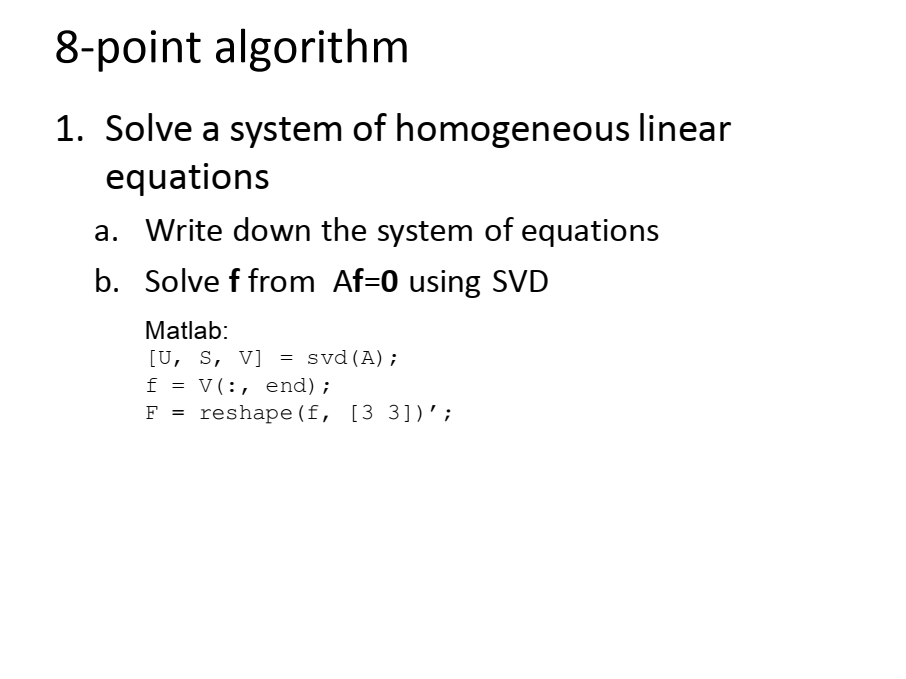 8-point algorithm
1. Solve a system of homogeneous linear
equations
a. Write down the system of equations
b. Solve f from Af=0 using SVD
Matlab:
[U, S, V] = svd(A);
f = V(:, end);
F = reshape(f, [3 3])’;